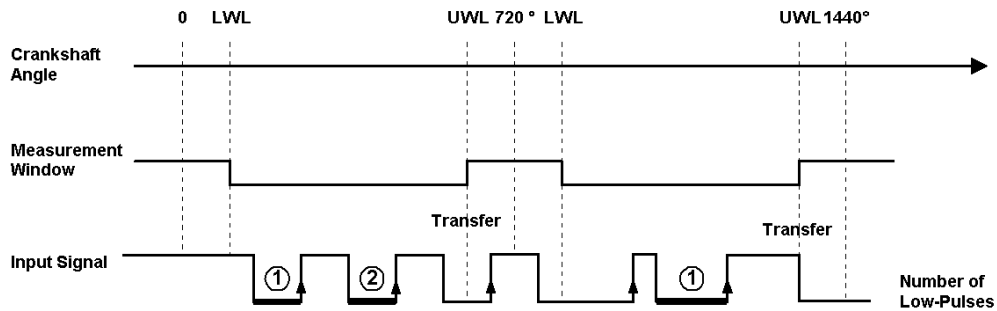 0 LWL UWL 720 ° LWL UWL 1440°
Crankshaft
Angle
Measurement
Window
Transfer Transfer
Input Signal ① ② ①
Number of
Low-Pulses